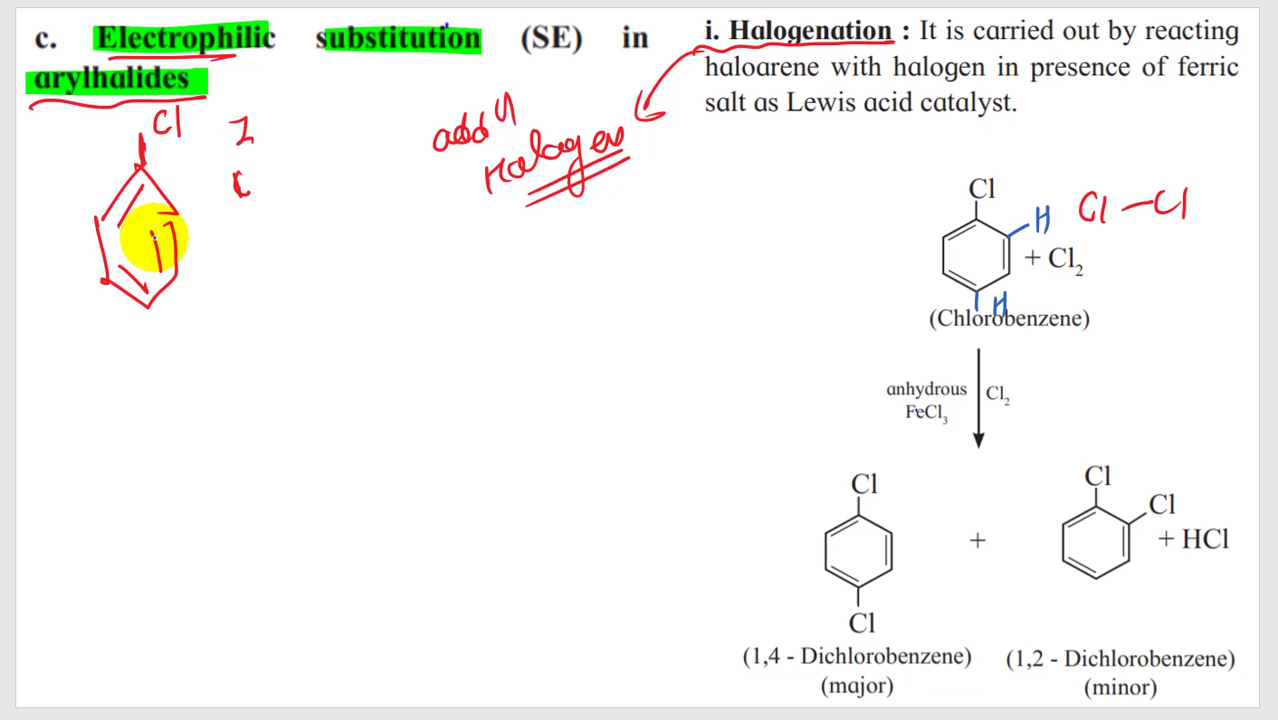 c. Electrophilic substitution (SE) in
arylhalides
Cl
add
Halogen
i. Halogenation : It is carried out by reacting
haloarene with halogen in presence of ferric
salt as Lewis acid catalyst.
Cl
H Cl – Cl
+ Cl₂
H
(Chlorobenzene)
anhydrous Cl₂
FeCl₃
Cl
Cl
Cl
+
+ HCl
Cl
(1,4 - Dichlorobenzene) (1,2 - Dichlorobenzene)
(major) (minor)